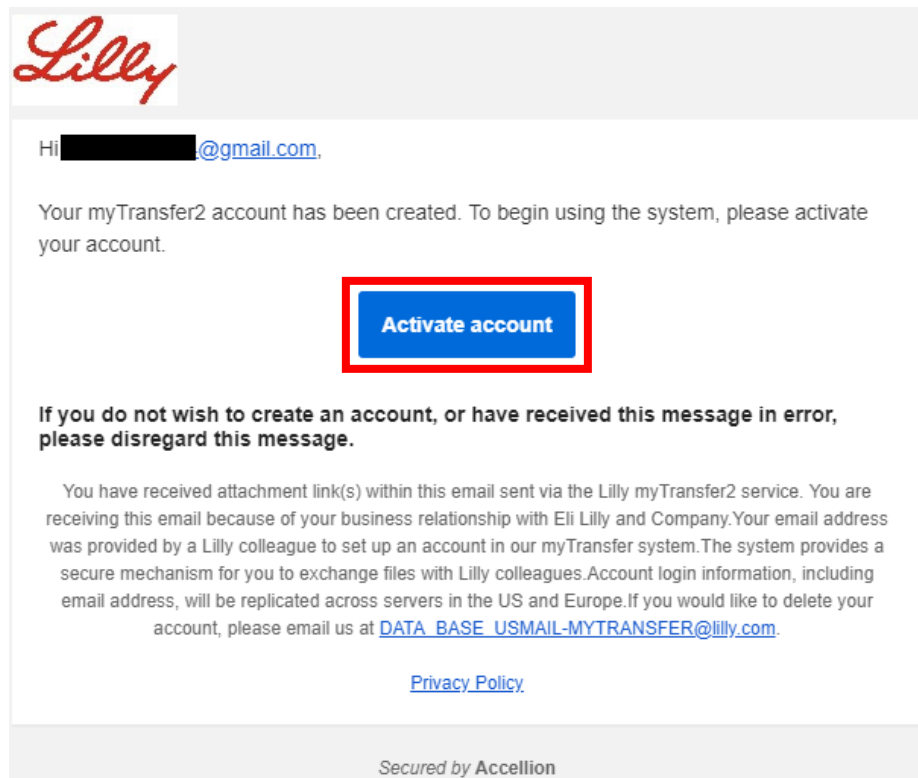 Lilly
Hi @gmail.com,
Your myTransfer2 account has been created. To begin using the system, please activate
your account.
Activate account
If you do not wish to create an account, or have received this message in error,
please disregard this message.
You have received attachment link(s) within this email sent via the Lilly myTransfer2 service. You are
receiving this email because of your business relationship with Eli Lilly and Company.Your email address
was provided by a Lilly colleague to set up an account in our myTransfer system.The system provides a
secure mechanism for you to exchange files with Lilly colleagues.Account login information, including
email address, will be replicated across servers in the US and Europe.If you would like to delete your
account, please email us at DATA_BASE_USMAIL-MYTRANSFER@lilly.com.
Privacy Policy
Secured by Accellion